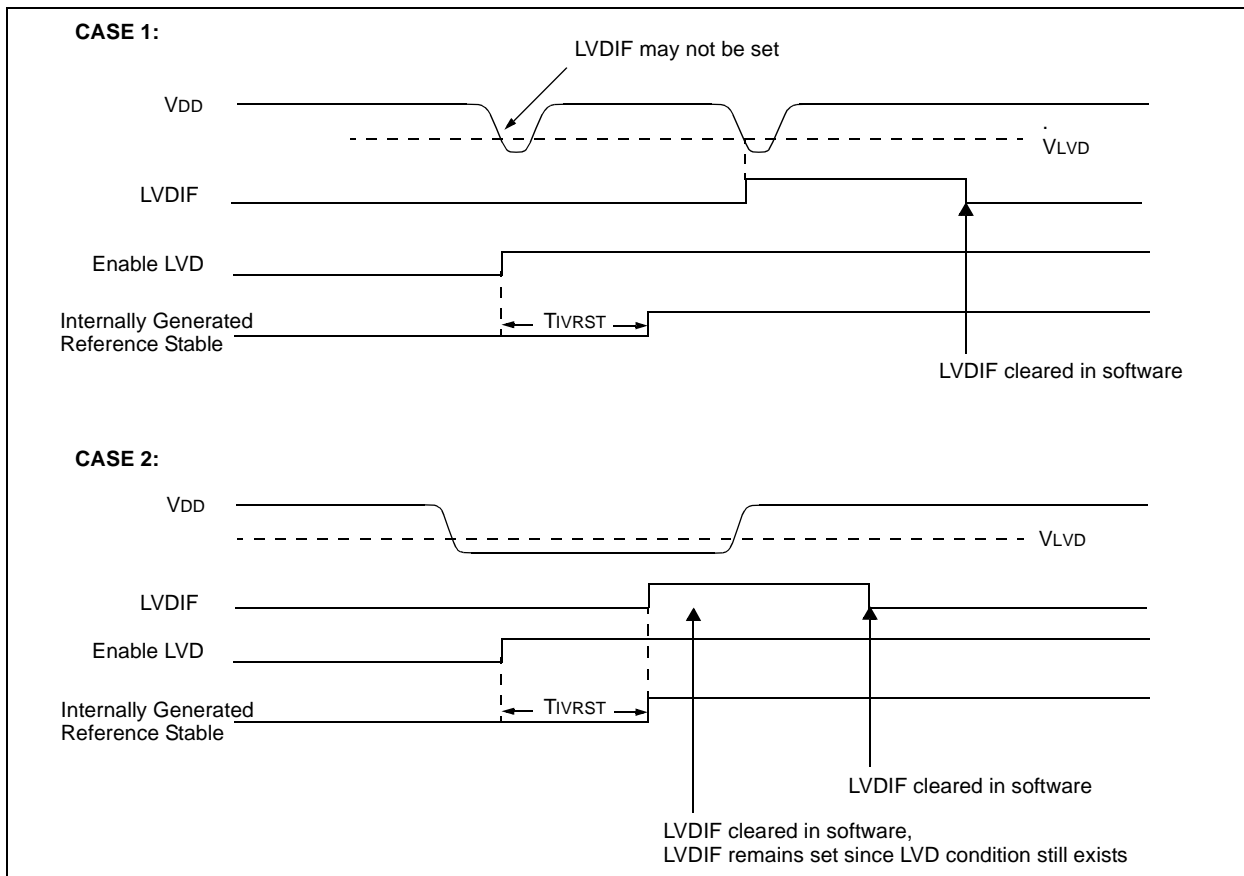 CASE 1:
LVDIF may not be set
VDD
.
VLVD
LVDIF
Enable LVD
TIVRST
Internally Generated
Reference Stable
LVDIF cleared in software
CASE 2:
VDD
VLVD
LVDIF
Enable LVD
TIVRST
Internally Generated
Reference Stable
LVDIF cleared in software
LVDIF cleared in software,
LVDIF remains set since LVD condition still exists